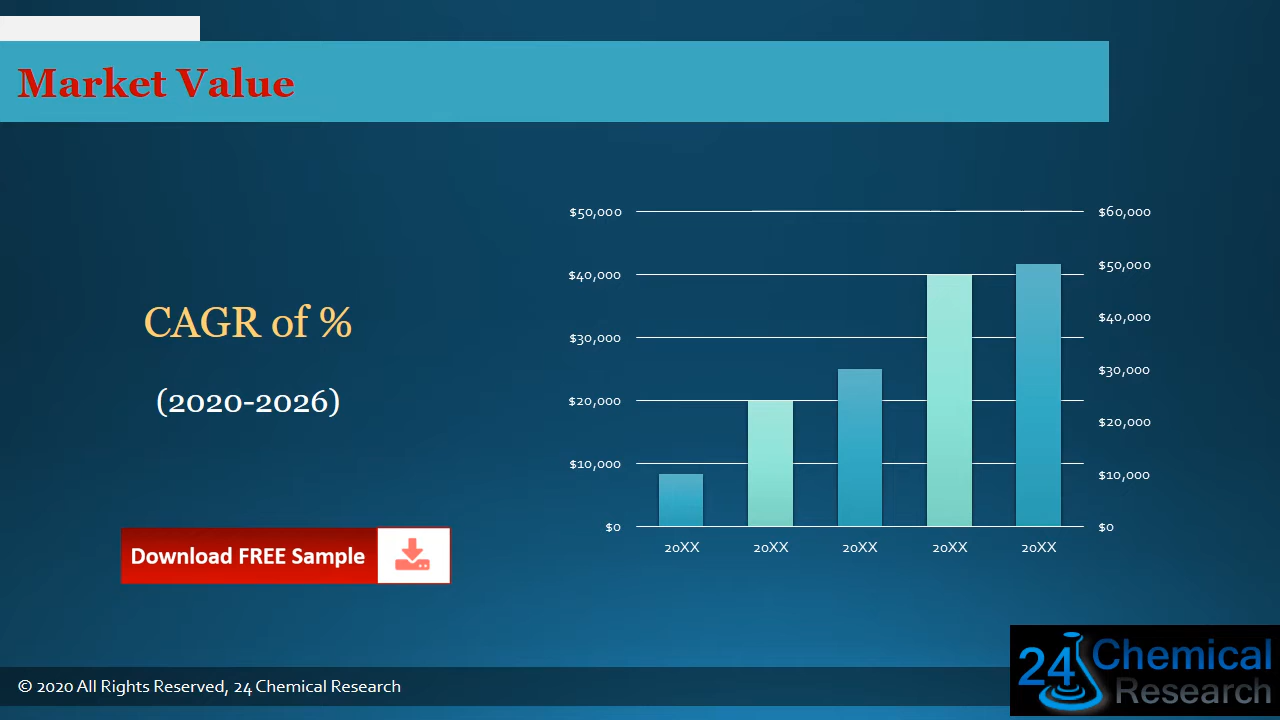 Market Value
CAGR of %
(2020-2026)
Download FREE Sample
$50,000
$40,000
$30,000
$20,000
$10,000
$0
$60,000
$50,000
$40,000
$30,000
$20,000
$10,000
$0
20XX 20XX 20XX 20XX 20XX
© 2020 All Rights Reserved, 24 Chemical Research
24 Chemical
Research